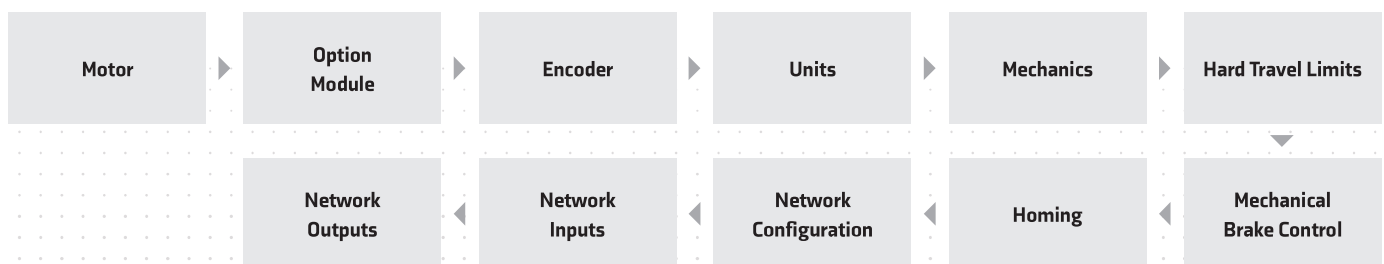 Motor
Option
Module
Encoder
Units
Mechanics
Hard Travel Limits
Mechanical
Brake Control
Homing
Network
Configuration
Network
Inputs
Network
Outputs